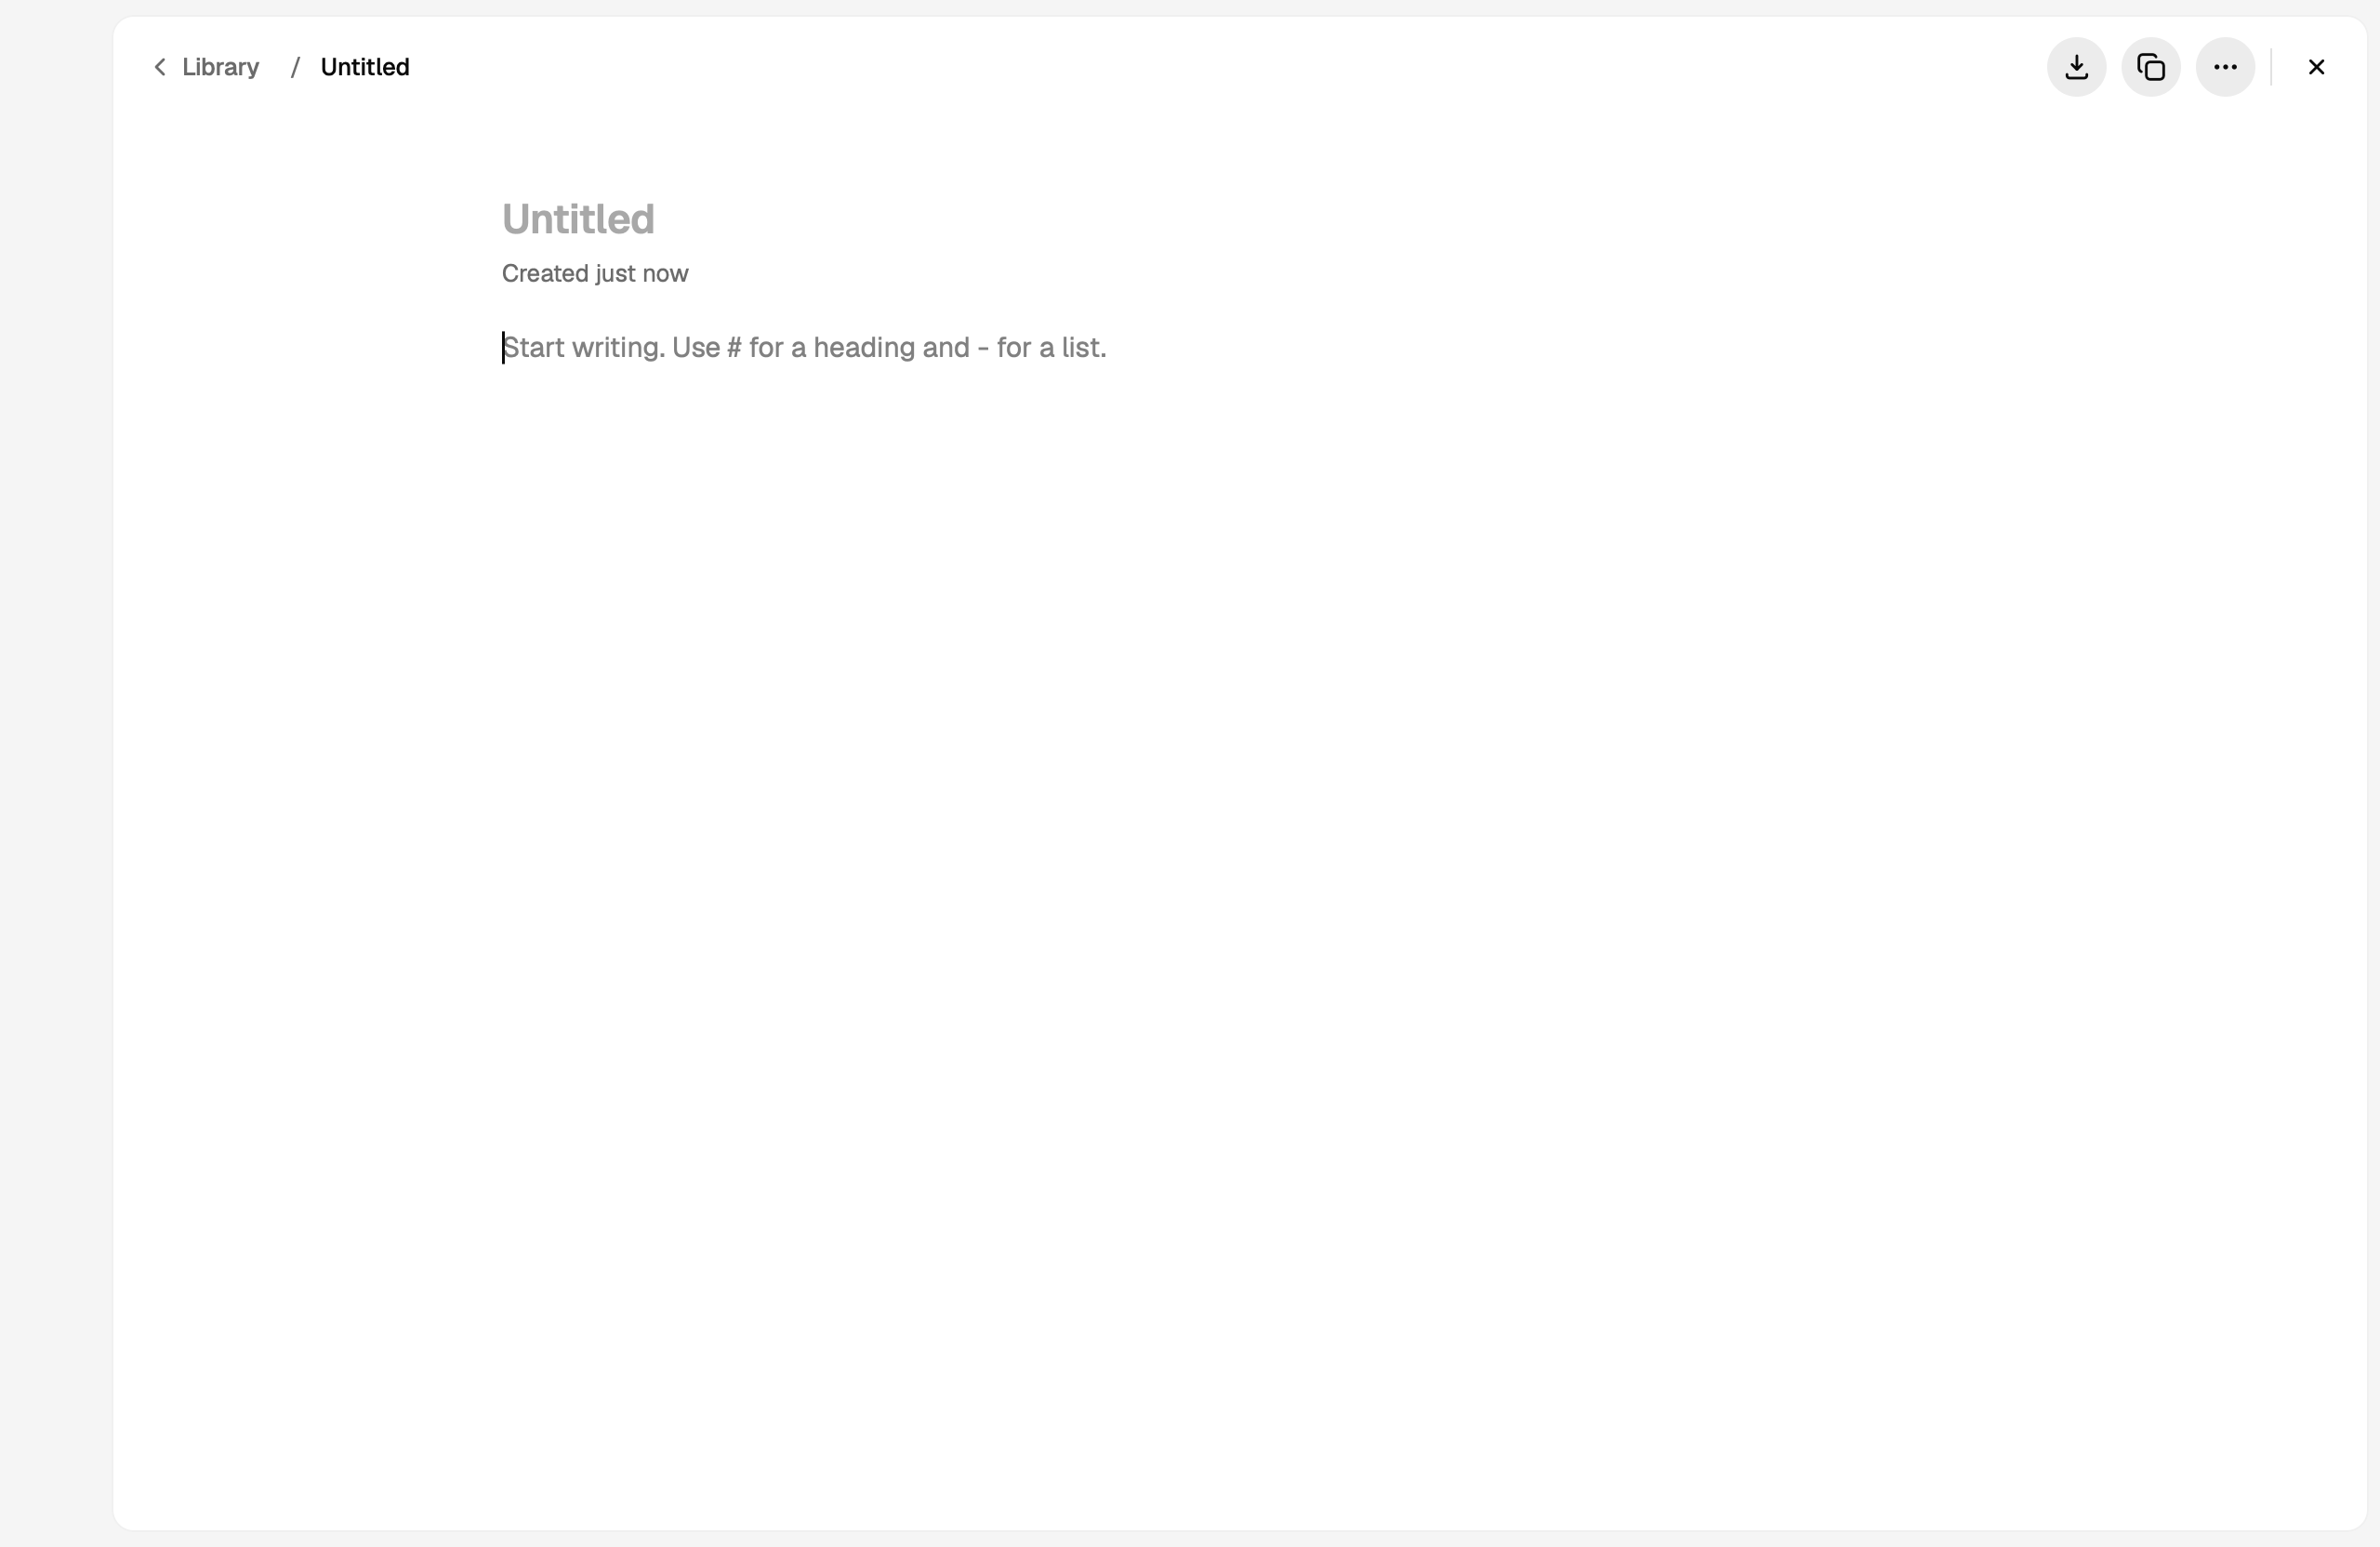 Library / Untitled
Untitled
Created just now
Start writing. Use # for a heading and - for a list.